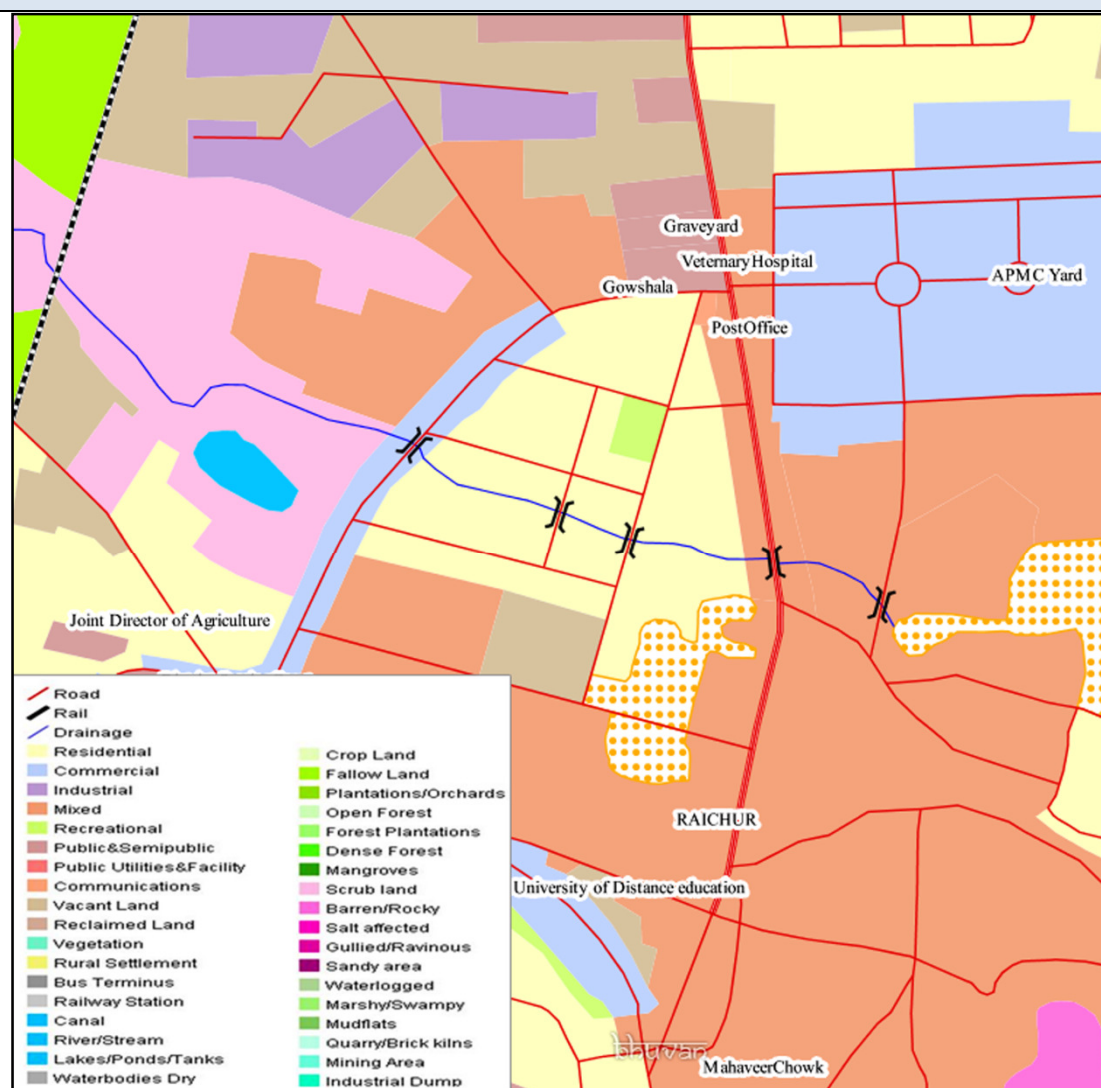 Graveyard
VeternaryHospital
APMC Yard
Gowshala
PostOffice
Joint Director of Agriculture
RAICHUR
University of Distance education
MahaveerChowk
bhuvan
Road
Rail
Drainage
Residential
Commercial
Industrial
Mixed
Recreational
Public&Semipublic
Public Utilities&Facility
Communications
Vacant Land
Reclaimed Land
Vegetation
Rural Settlement
Bus Terminus
Railway Station
Canal
River/Stream
Lakes/Ponds/Tanks
Waterbodies Dry
Crop Land
Fallow Land
Plantations/Orchards
Open Forest
Forest Plantations
Dense Forest
Mangroves
Scrub land
Barren/Rocky
Salt affected
Gullied/Ravinous
Sandy area
Waterlogged
Marshy/Swampy
Mudflats
Quarry/Brick kilns
Mining Area
Industrial Dump